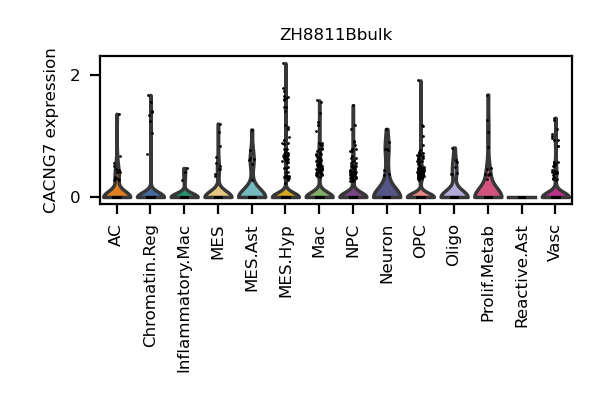 ZH8811Bbulk
CACNG7 expression
2
0
AC
Chromatin.Reg
Inflammatory.Mac
MES
MES.Ast
MES.Hyp
Mac
NPC
Neuron
OPC
Oligo
Prolif.Metab
Reactive.Ast
Vasc